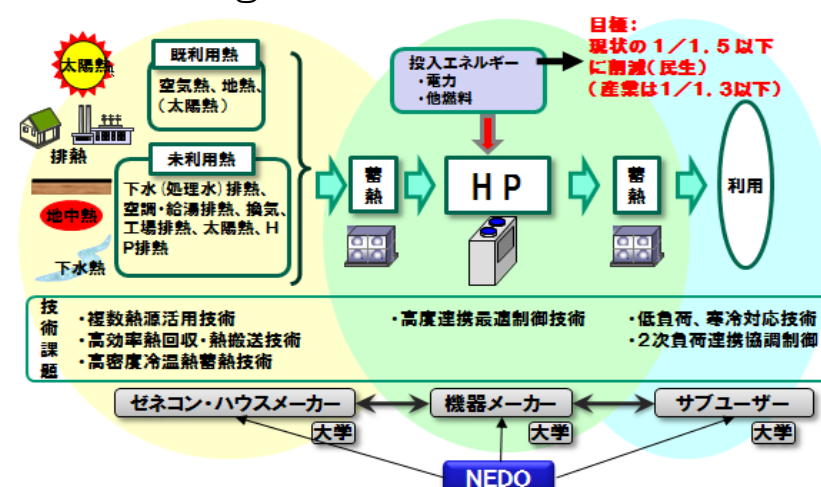 目標:
現状の1/1.5以下
に削減(民生)
(産業は1/1.3以下)
太陽熱
既利用熱
空気熱、地熱、
(太陽熱)
投入エネルギー
・電力
・他燃料
排熱
未利用熱
下水(処理水)排熱、
空調・給湯排熱、換気、
工場排熱、太陽熱、H
P排熱
地中熱
下水熱
蓄
熱
HP
蓄
熱
利用
技
術
課
題
・複数熱源活用技術
・高効率熱回収・熱搬送技術
・高密度冷温熱蓄熱技術
・高度連携最適制御技術
・低負荷、寒冷対応技術
・2次負荷連携協調制御
ゼネコン・ハウスメーカー
機器メーカー
サブユーザー
大学
大学
大学
NEDO